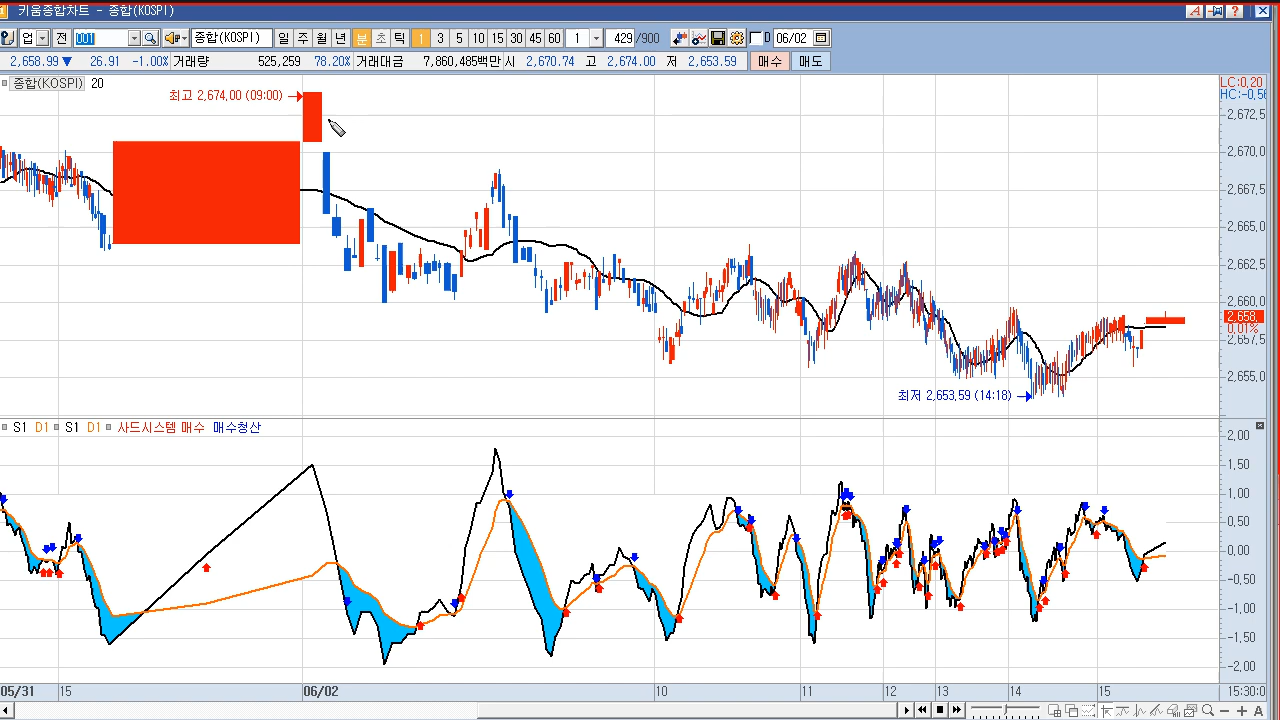 키움종합차트 - 종합(KOSPI)
업 전 001 종합(KOSPI) 일 주 월 년 분 초 틱 1 3 5 10 15 30 45 60 1 429 /900 D 06/02
2,658.99 ▼ 26.91 -1.00% 거래량 525,259 78.20% 거래대금 7,860,485백만 시 2,670.74 고 2,674.00 저 2,653.59 매수 매도
종합(KOSPI) 20
LC:0,20
HC:-0,56
최고 2,674,00 (09:00)
2,672,5
2,670,0
2,667,5
2,665,0
2,662,5
2,660,0
2,658,
0,01%
2,657,5
2,655,0
최저 2,653,59 (14:18)
S1 D1 S1 D1 사드시스템 매수 매수청산
2,00
1,50
1,00
0,50
0,00
-0,50
-1,00
-1,50
-2,00
05/31 15 06/02 10 11 12 13 14 15 15:30:0